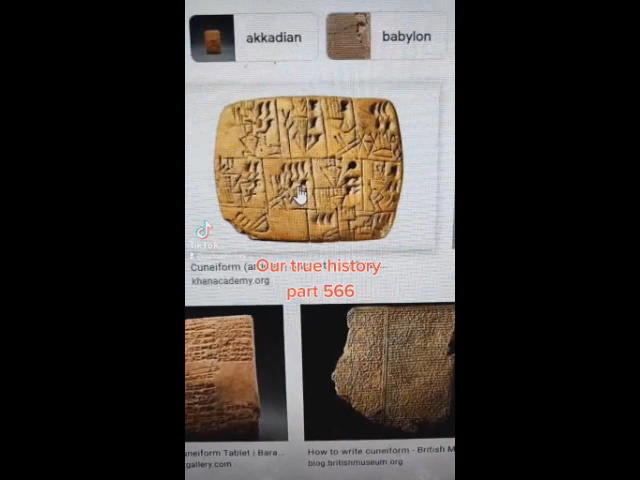 akkadian
babylon
TikTok
Cuneiform
khanacademy.org
Our true history
part 566
How to write cuneiform - British M
blog.britishmuseum.org
uneiform Tablet | Bara...
gallery.com